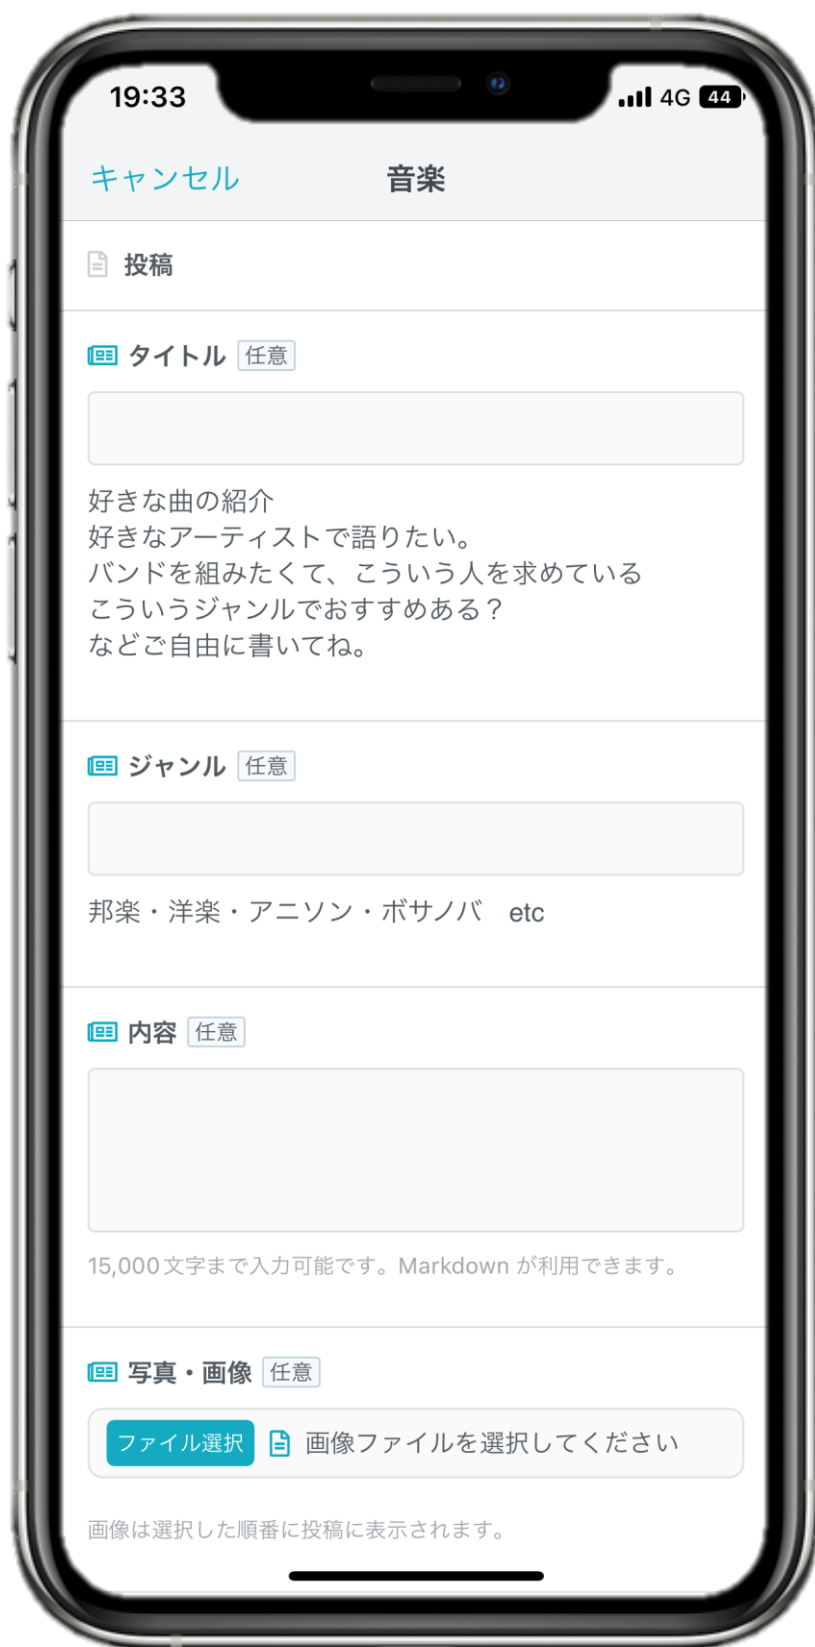 19:33
4G 44
キャンセル 音楽
投稿
タイトル 任意
好きな曲の紹介
好きなアーティストで語りたい。
バンドを組みたくて、こういう人を求めている
こういうジャンルでおすすめある？
などご自由に書いてね。
ジャンル 任意
邦楽・洋楽・アニソン・ボサノバ　etc
内容 任意
15,000文字まで入力可能です。Markdown が利用できます。
写真・画像 任意
ファイル選択 画像ファイルを選択してください
画像は選択した順番に投稿に表示されます。